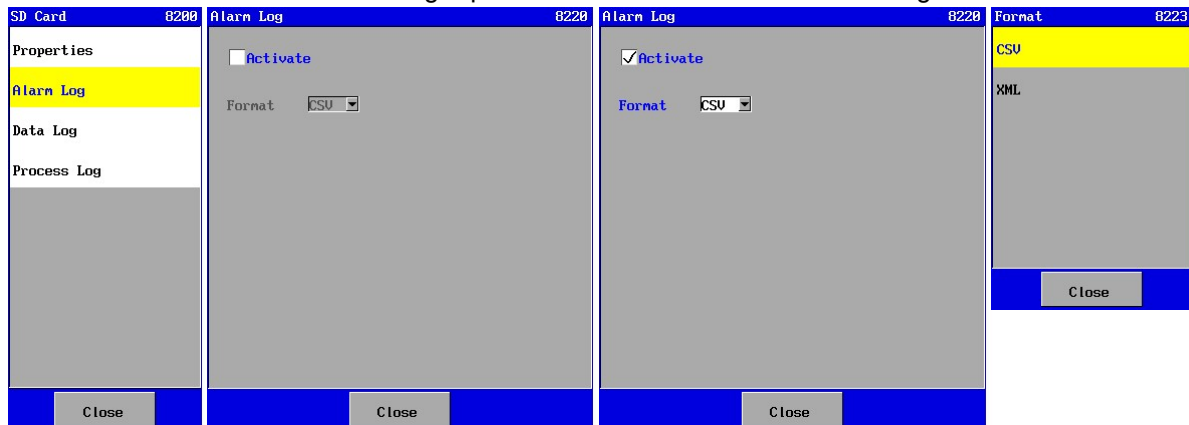 SD Card 8200
Properties
Alarm Log
Data Log
Process Log
Close
Alarm Log 8220
Activate
Format CSV
Close
Alarm Log 8220
Activate
Format CSV
Close
Format 8223
CSV
XML
Close